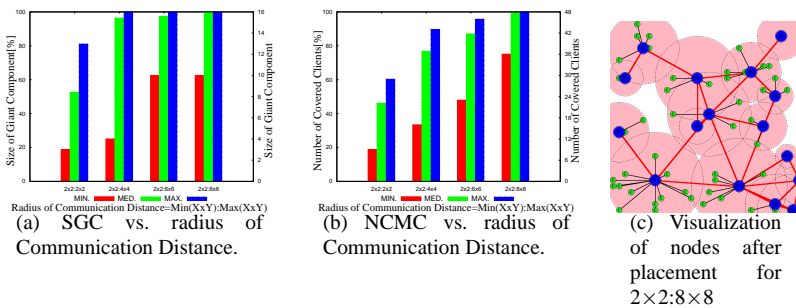 100
80
60
40
20
0
16
14
12
10
8
6
4
2
0
Size of Giant Component[%]
Size of Giant Component
2x2:2x2 2x2:4x4 2x2:6x6 2x2:8x8
MIN. MED. MAX.
Radius of Communication Distance=Min(XxY):Max(XxY)
(a) SGC vs. radius of
Communication Distance.
100
80
60
40
20
0
48
42
36
30
24
18
12
6
0
Number of Covered Clients[%]
Number of Covered Clients
2x2:2x2 2x2:4x4 2x2:6x6 2x2:8x8
MIN. MED. MAX.
Radius of Communication Distance=Min(XxY):Max(XxY)
(b) NCMC vs. radius of
Communication Distance.
(c) Visualization
of nodes after
placement for
2×2:8×8